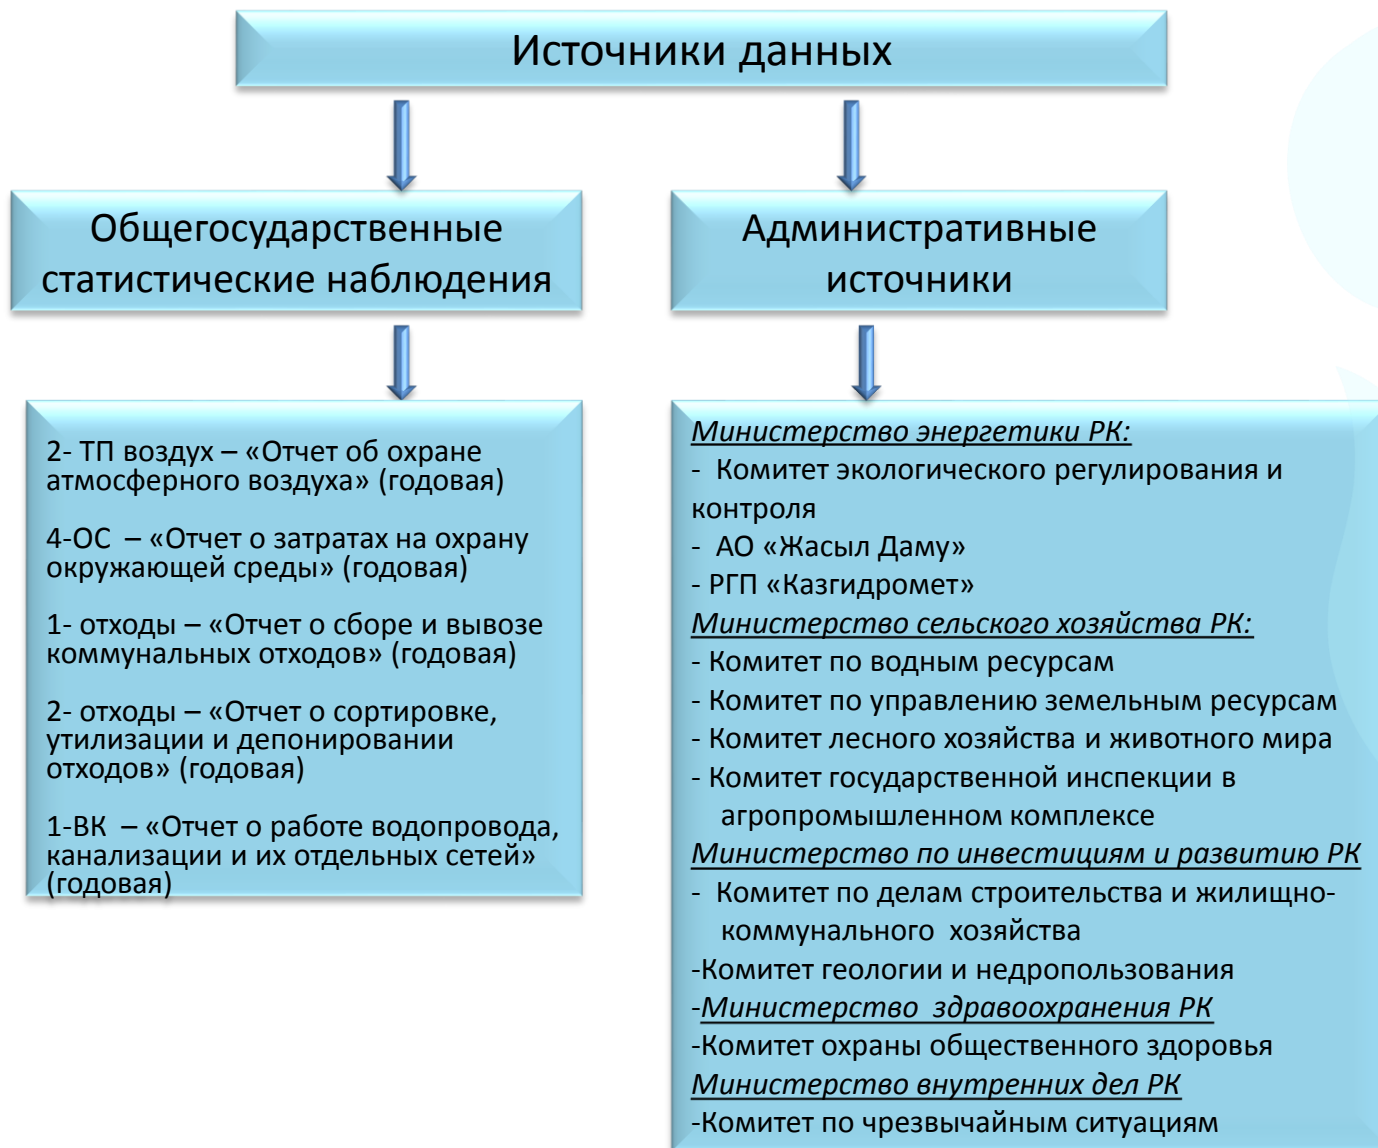 Источники данных
Общегосударственные
статистические наблюдения
Административные
источники
2- ТП воздух – «Отчет об охране
атмосферного воздуха» (годовая)
4-ОС – «Отчет о затратах на охрану
окружающей среды» (годовая)
1- отходы – «Отчет о сборе и вывозе
коммунальных отходов» (годовая)
2- отходы – «Отчет о сортировке,
утилизации и депонировании
отходов» (годовая)
1-ВК – «Отчет о работе водопровода,
канализации и их отдельных сетей»
(годовая)
Министерство энергетики РК:
- Комитет экологического регулирования и
контроля
- АО «Жасыл Даму»
- РГП «Казгидромет»
Министерство сельского хозяйства РК:
- Комитет по водным ресурсам
- Комитет по управлению земельным ресурсам
- Комитет лесного хозяйства и животного мира
- Комитет государственной инспекции в
агропромышленном комплексе
Министерство по инвестициям и развитию РК
- Комитет по делам строительства и жилищно-
коммунального хозяйства
-Комитет геологии и недропользования
-Министерство здравоохранения РК
-Комитет охраны общественного здоровья
Министерство внутренних дел РК
-Комитет по чрезвычайным ситуациям